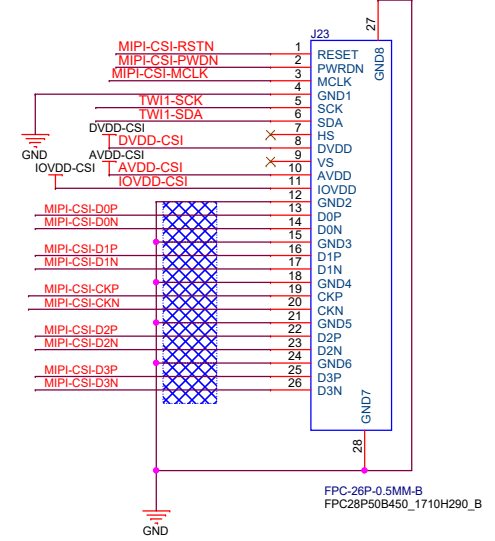 27
J23
GND8
MIPI-CSI-RSTN 1 RESET
MIPI-CSI-PWDN 2 PWRDN
MIPI-CSI-MCLK 3 MCLK
4 GND1
TWI1-SCK 5 SCK
TWI1-SDA 6 SDA
DVDD-CSI 7 HS
DVDD-CSI 8 DVDD
GND AVDD-CSI 9 VS
IOVDD-CSI AVDD-CSI 10 AVDD
IOVDD-CSI 11 IOVDD
12 GND2
MIPI-CSI-D0P 13 D0P
MIPI-CSI-D0N 14 D0N
15 GND3
MIPI-CSI-D1P 16 D1P
MIPI-CSI-D1N 17 D1N
18 GND4
MIPI-CSI-CKP 19 CKP
MIPI-CSI-CKN 20 CKN
21 GND5
MIPI-CSI-D2P 22 D2P
MIPI-CSI-D2N 23 D2N
24 GND6
MIPI-CSI-D3P 25 D3P
MIPI-CSI-D3N 26 D3N
GND7
28
FPC-26P-0.5MM-B
FPC28P50B450_1710H290_B
GND